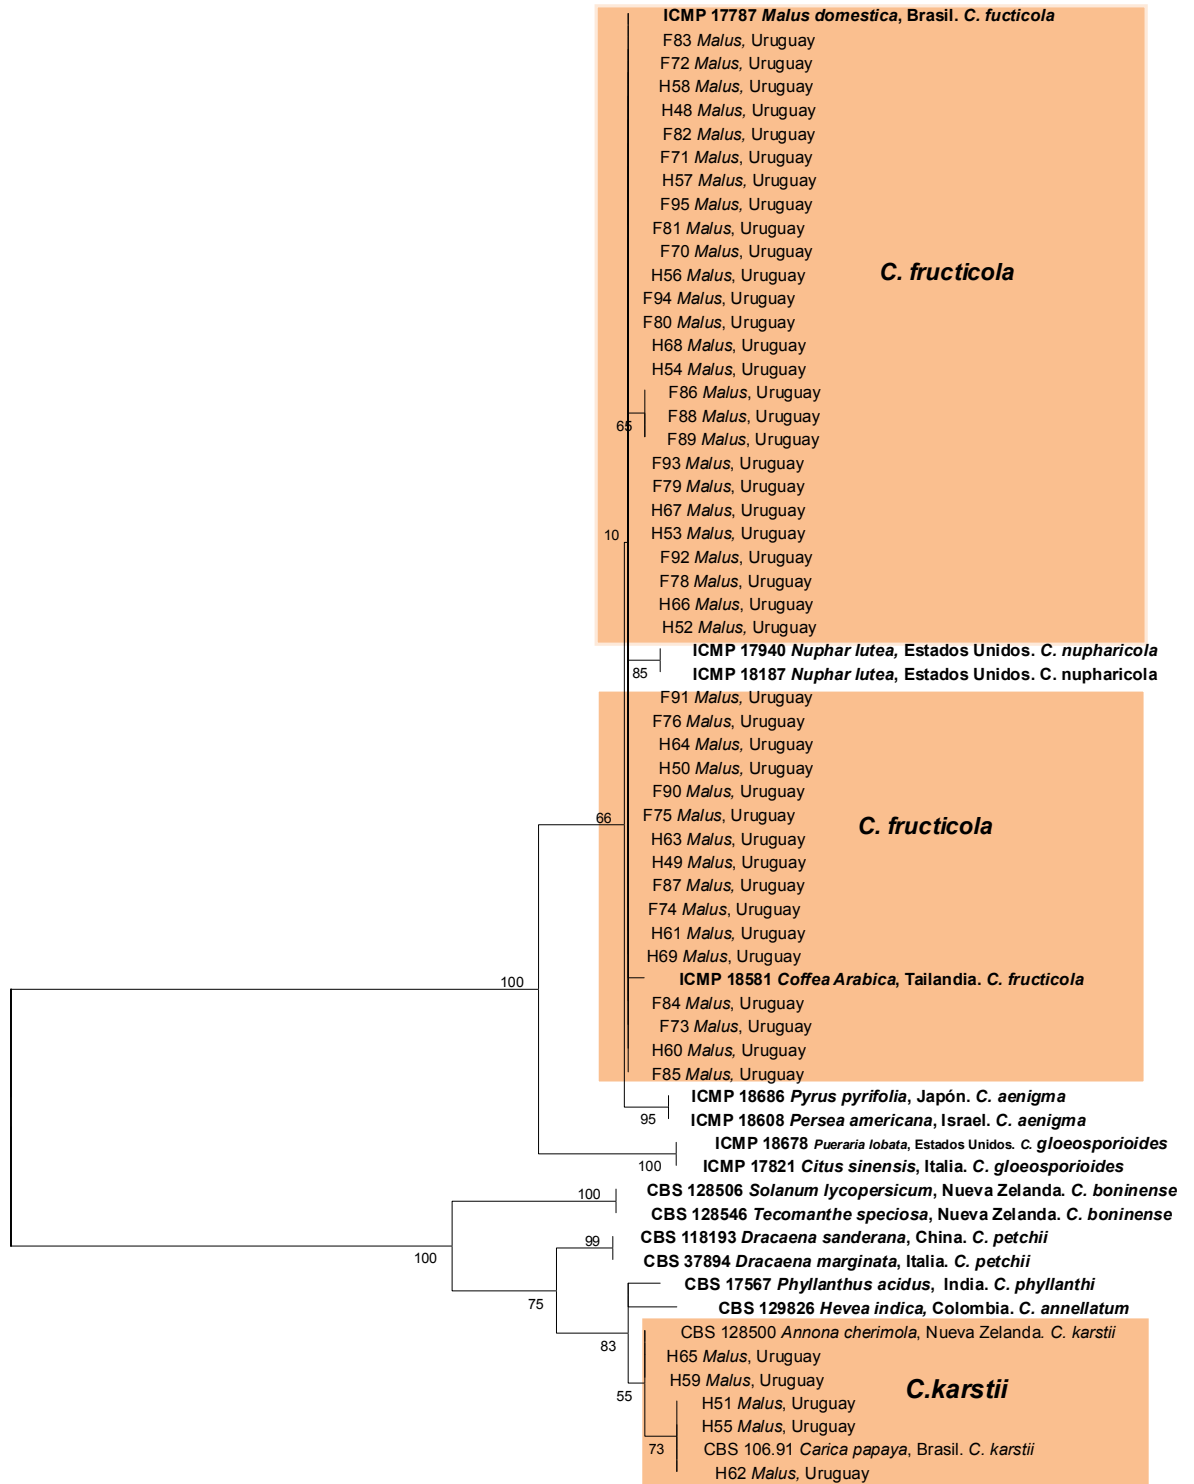 ICMP 17787 Malus domestica, Brasil. C. fucticola
F83 Malus, Uruguay
F72 Malus, Uruguay
H58 Malus, Uruguay
H48 Malus, Uruguay
F82 Malus, Uruguay
F71 Malus, Uruguay
H57 Malus, Uruguay
F95 Malus, Uruguay
F81 Malus, Uruguay
F70 Malus, Uruguay
C. fructicola
H56 Malus, Uruguay
F94 Malus, Uruguay
F80 Malus, Uruguay
H68 Malus, Uruguay
H54 Malus, Uruguay
F86 Malus, Uruguay
F88 Malus, Uruguay
65
F89 Malus, Uruguay
F93 Malus, Uruguay
F79 Malus, Uruguay
H67 Malus, Uruguay
10
H53 Malus, Uruguay
F92 Malus, Uruguay
F78 Malus, Uruguay
H66 Malus, Uruguay
H52 Malus, Uruguay
ICMP 17940 Nuphar lutea, Estados Unidos. C. nupharicola
85
ICMP 18187 Nuphar lutea, Estados Unidos. C. nupharicola
F91 Malus, Uruguay
F76 Malus, Uruguay
H64 Malus, Uruguay
H50 Malus, Uruguay
F90 Malus, Uruguay
66
F75 Malus, Uruguay
C. fructicola
H63 Malus, Uruguay
H49 Malus, Uruguay
F87 Malus, Uruguay
F74 Malus, Uruguay
H61 Malus, Uruguay
H69 Malus, Uruguay
100
ICMP 18581 Coffea Arabica, Tailandia. C. fructicola
F84 Malus, Uruguay
F73 Malus, Uruguay
H60 Malus, Uruguay
F85 Malus, Uruguay
ICMP 18686 Pyrus pyrifolia, Japón. C. aenigma
95
ICMP 18608 Persea americana, Israel. C. aenigma
ICMP 18678 Pueraria lobata, Estados Unidos. C. gloeosporioides
100
ICMP 17821 Citus sinensis, Italia. C. gloeosporioides
100
CBS 128506 Solanum lycopersicum, Nueva Zelanda. C. boninense
CBS 128546 Tecomanthe speciosa, Nueva Zelanda. C. boninense
99
CBS 118193 Dracaena sanderana, China. C. petchii
100
CBS 37894 Dracaena marginata, Italia. C. petchii
CBS 17567 Phyllanthus acidus, India. C. phyllanthi
75
CBS 129826 Hevea indica, Colombia. C. annellatum
CBS 128500 Annona cherimola, Nueva Zelanda. C. karstii
83
H65 Malus, Uruguay
H59 Malus, Uruguay
C.karstii
55
H51 Malus, Uruguay
H55 Malus, Uruguay
73
CBS 106.91 Carica papaya, Brasil. C. karstii
H62 Malus, Uruguay